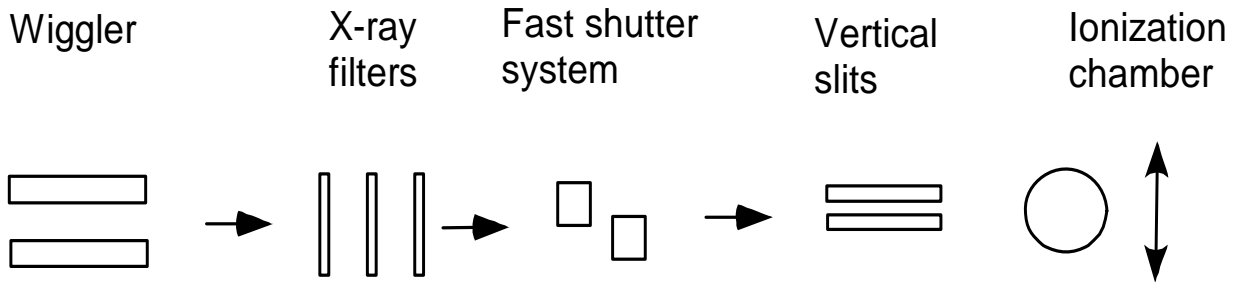 Wiggler
X-ray
filters
Fast shutter
system
Vertical
slits
Ionization
chamber